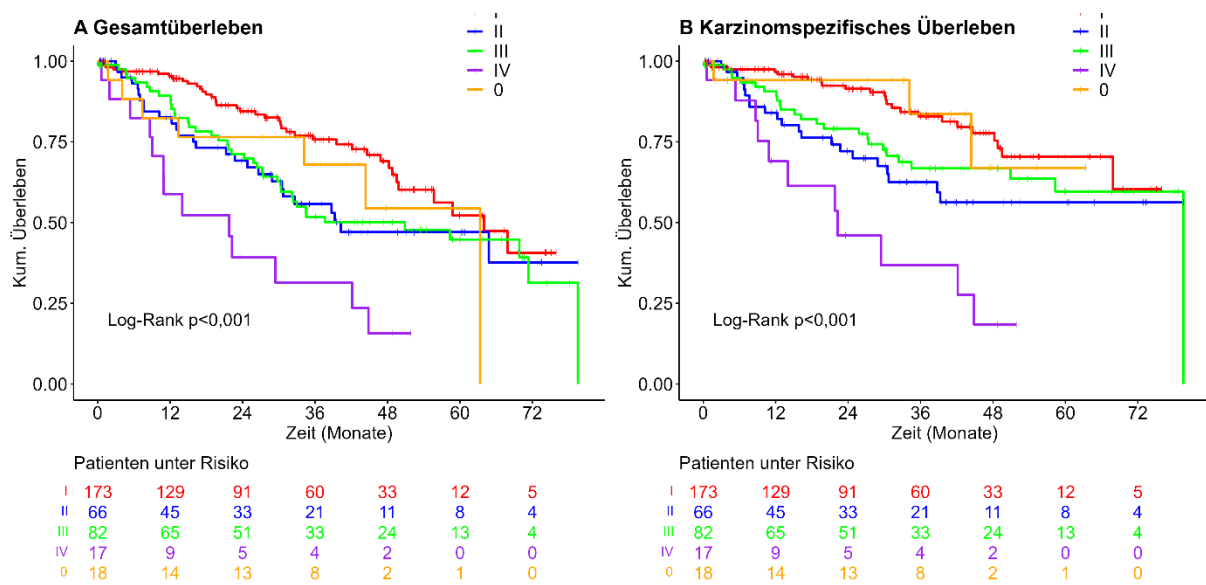 A Gesamtüberleben
I
II
III
IV
0
1.00
0.75
0.50
0.25
0.00
Kum. Überleben
Log-Rank p<0,001
0 12 24 36 48 60 72
Zeit (Monate)
Patienten unter Risiko
I 173 129 91 60 33 12 5
II 66 45 33 21 11 8 4
III 82 65 51 33 24 13 4
IV 17 9 5 4 2 0 0
0 18 14 13 8 2 1 0
B Karzinomspezifisches Überleben
I
II
III
IV
0
1.00
0.75
0.50
0.25
0.00
Kum. Überleben
Log-Rank p<0,001
0 12 24 36 48 60 72
Zeit (Monate)
Patienten unter Risiko
I 173 129 91 60 33 12 5
II 66 45 33 21 11 8 4
III 82 65 51 33 24 13 4
IV 17 9 5 4 2 0 0
0 18 14 13 8 2 1 0